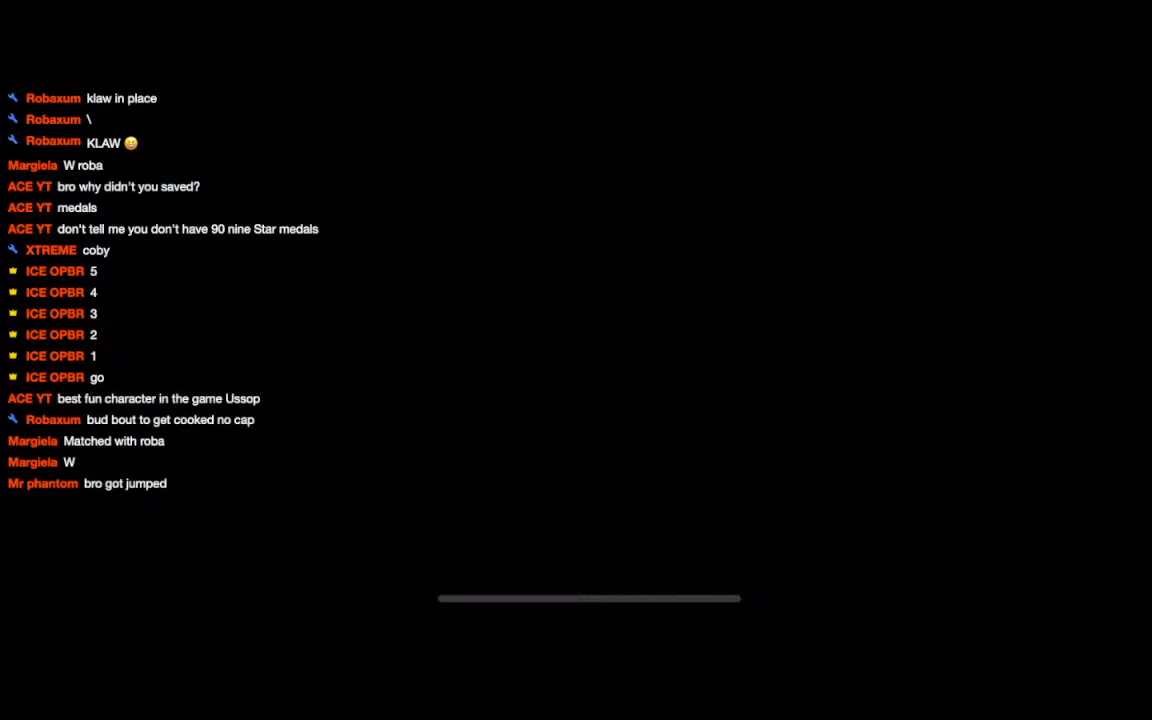 Robaxum klaw in place
Robaxum \
Robaxum KLAW 😄
Margiela W roba
ACE YT bro why didn't you saved?
ACE YT medals
ACE YT don't tell me you don't have 90 nine Star medals
XTREME coby
ICE OPBR 5
ICE OPBR 4
ICE OPBR 3
ICE OPBR 2
ICE OPBR 1
ICE OPBR go
ACE YT best fun character in the game Ussop
Robaxum bud bout to get cooked no cap
Margiela Matched with roba
Margiela W
Mr phantom bro got jumped